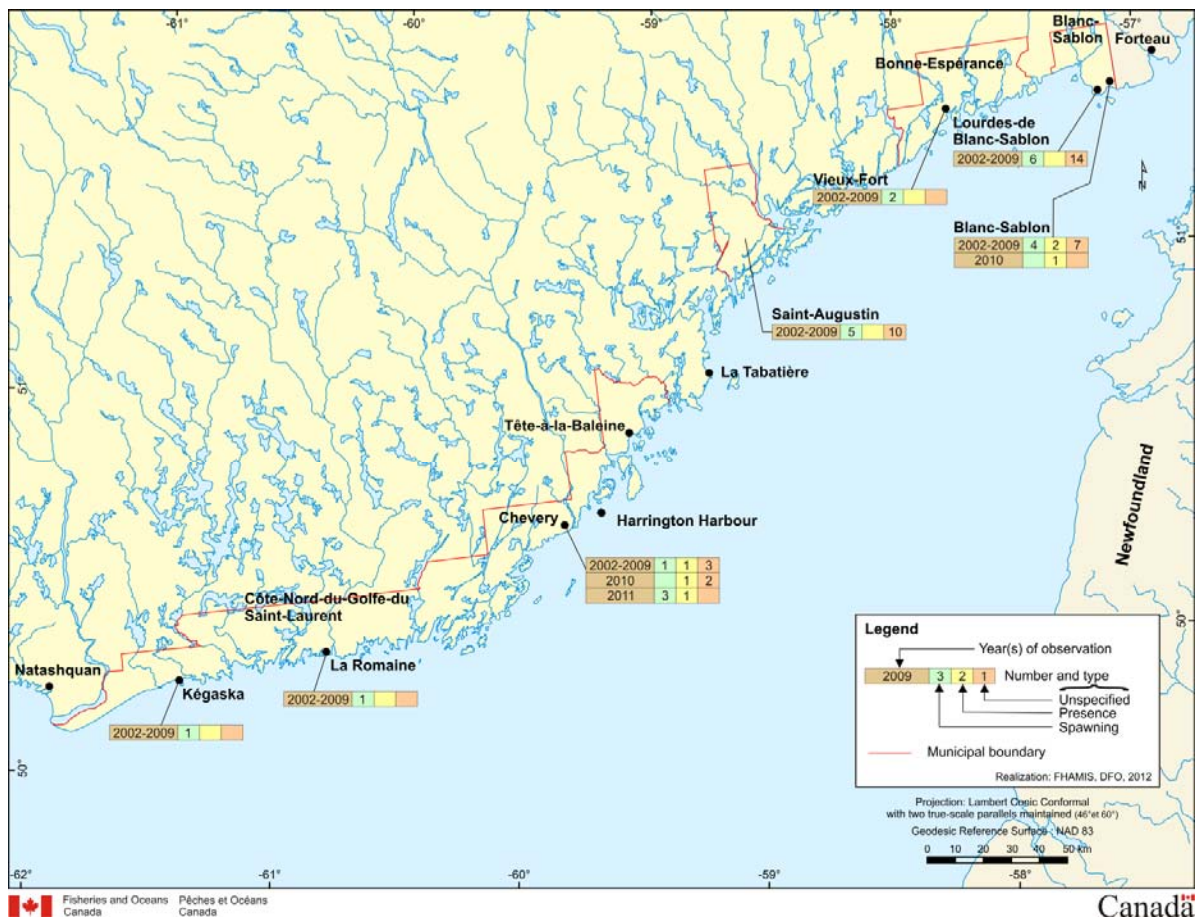 -61° -60° -59° -58° -57°
Blanc-
Sablon
Forteau
Bonne-Espérance
Lourdes-de
Blanc-Sablon
2002-2009 6 14
Vieux-Fort
2002-2009 2
Blanc-Sablon
2002-2009 4 2 7
2010 1
51°
N
Saint-Augustin
2002-2009 5 10
La Tabatière
51°
Tête-à-la-Baleine
Chevery
Harrington Harbour
2002-2009 1 1 3
2010 1 2
2011 3 1
Newfoundland
Côte-Nord-du-Golfe-du
Saint-Laurent
La Romaine
2002-2009 1
Natashquan
Kégaska
2002-2009 1
50°
50°
Legend
Year(s) of observation
2009 3 2 1 Number and type
Unspecified
Presence
Spawning
Municipal boundary
Realization: FHAMIS, DFO, 2012
Projection: Lambert Conic Conformal
with two true-scale parallels maintained (46°et 60°)
Geodesic Reference Surface : NAD 83
0 10 20 30 40 50 km
-62° -61° -60° -59° -58°
Fisheries and Oceans Pêches et Océans
Canada Canada
Canada